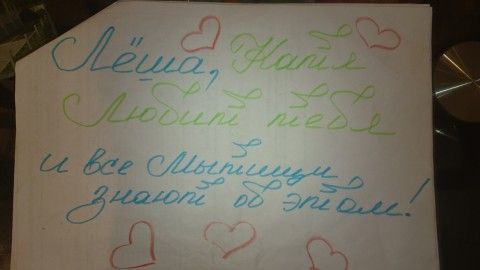 Лёша, Катя
Любит тебя
и все Мытищи
знают об этом!